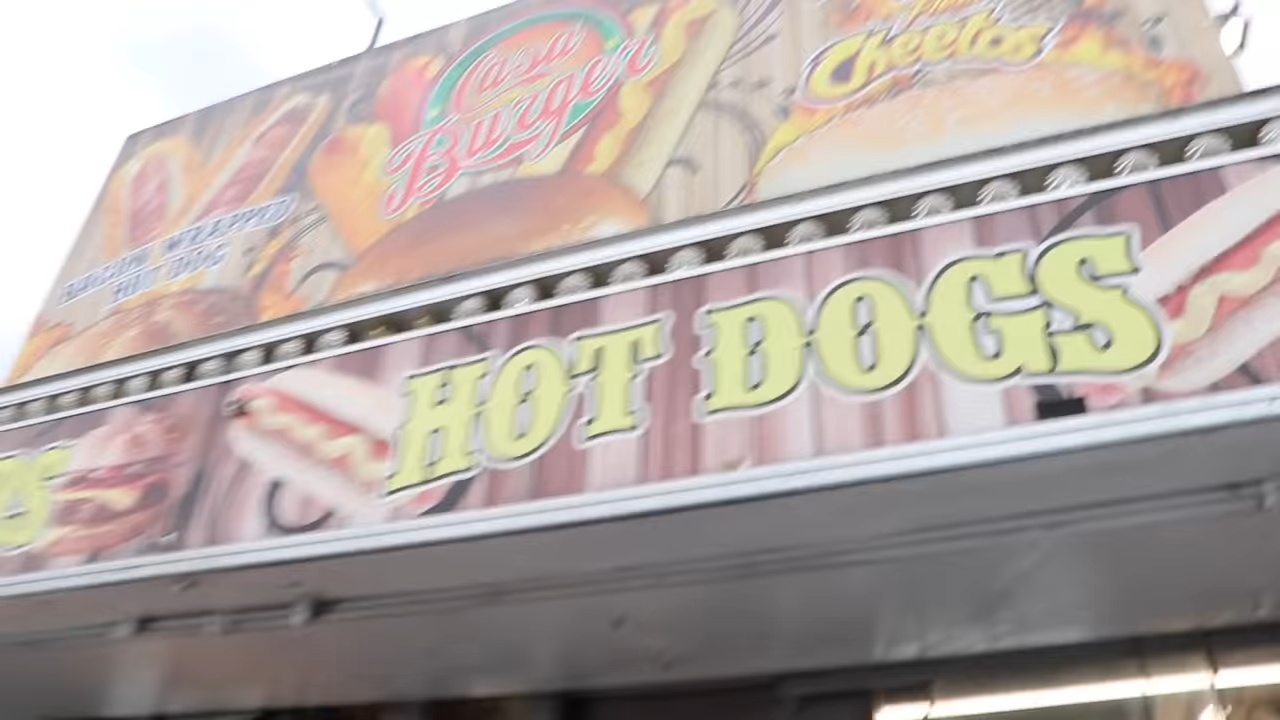 Casa
Burger
Cheetos
BACON WRAPPED
HOT DOG
HOT DOGS